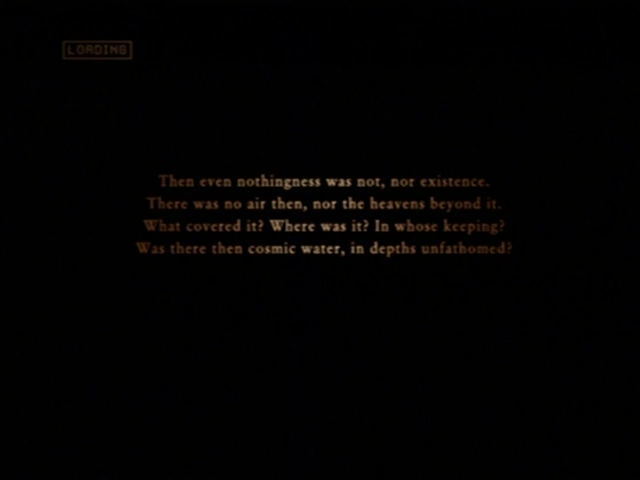 LOADING
Then even nothingness was not, nor existence.
There was no air then, nor the heavens beyond it.
What covered it? Where was it? In whose keeping?
Was there then cosmic water, in depths unfathomed?